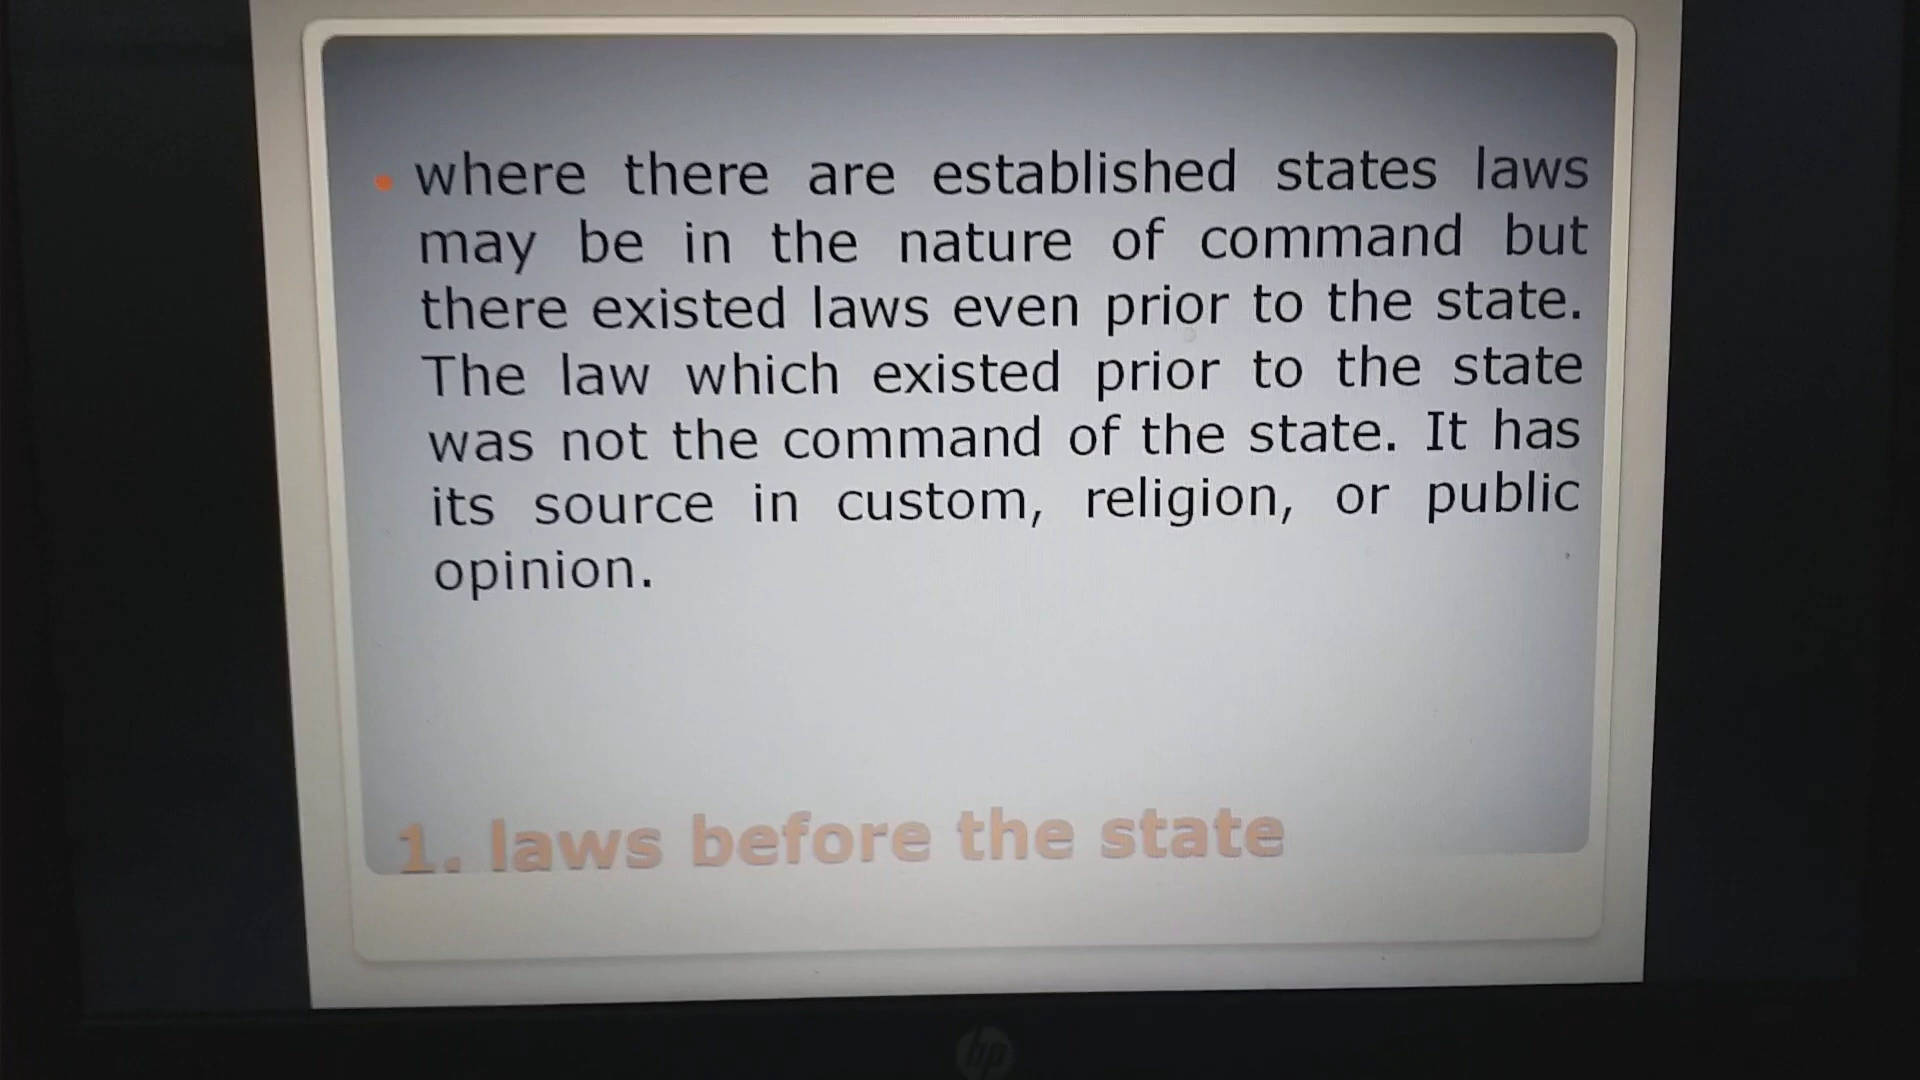 where there are established states laws
may be in the nature of command but
there existed laws even prior to the state.
The law which existed prior to the state
was not the command of the state. It has
its source in custom, religion, or public
opinion.
1. laws before the state
hp